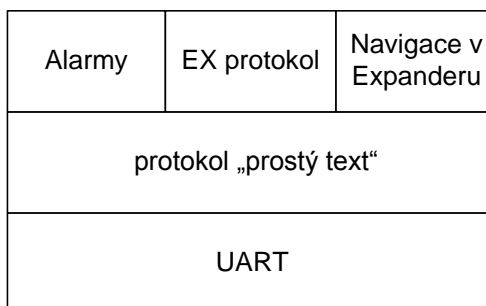 Alarmy
EX protokol
Navigace v
Expanderu
protokol „prostý text“
UART